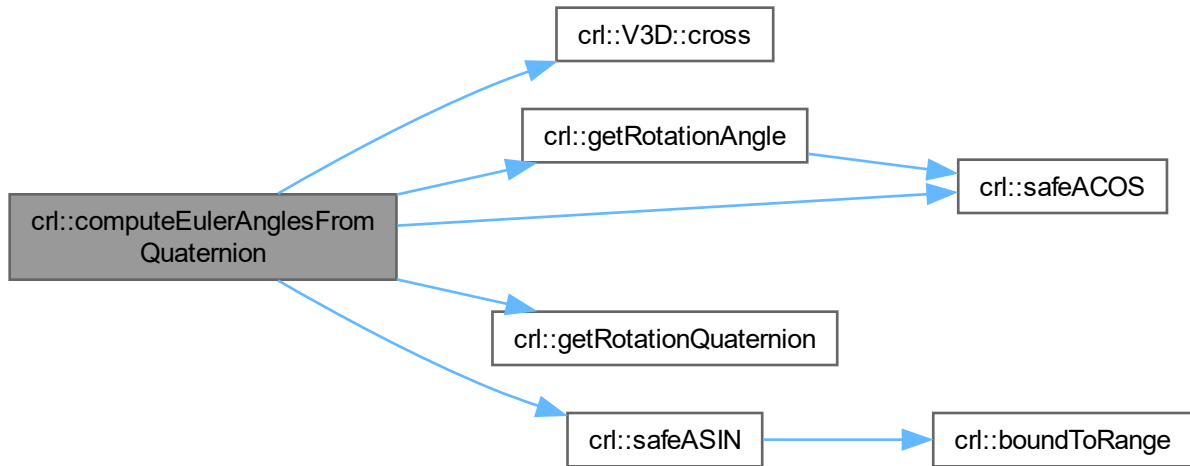 crl::V3D::cross
crl::getRotationAngle
crl::safeACOS
crl::computeEulerAnglesFrom
Quaternion
crl::getRotationQuaternion
crl::safeASIN
crl::boundToRange